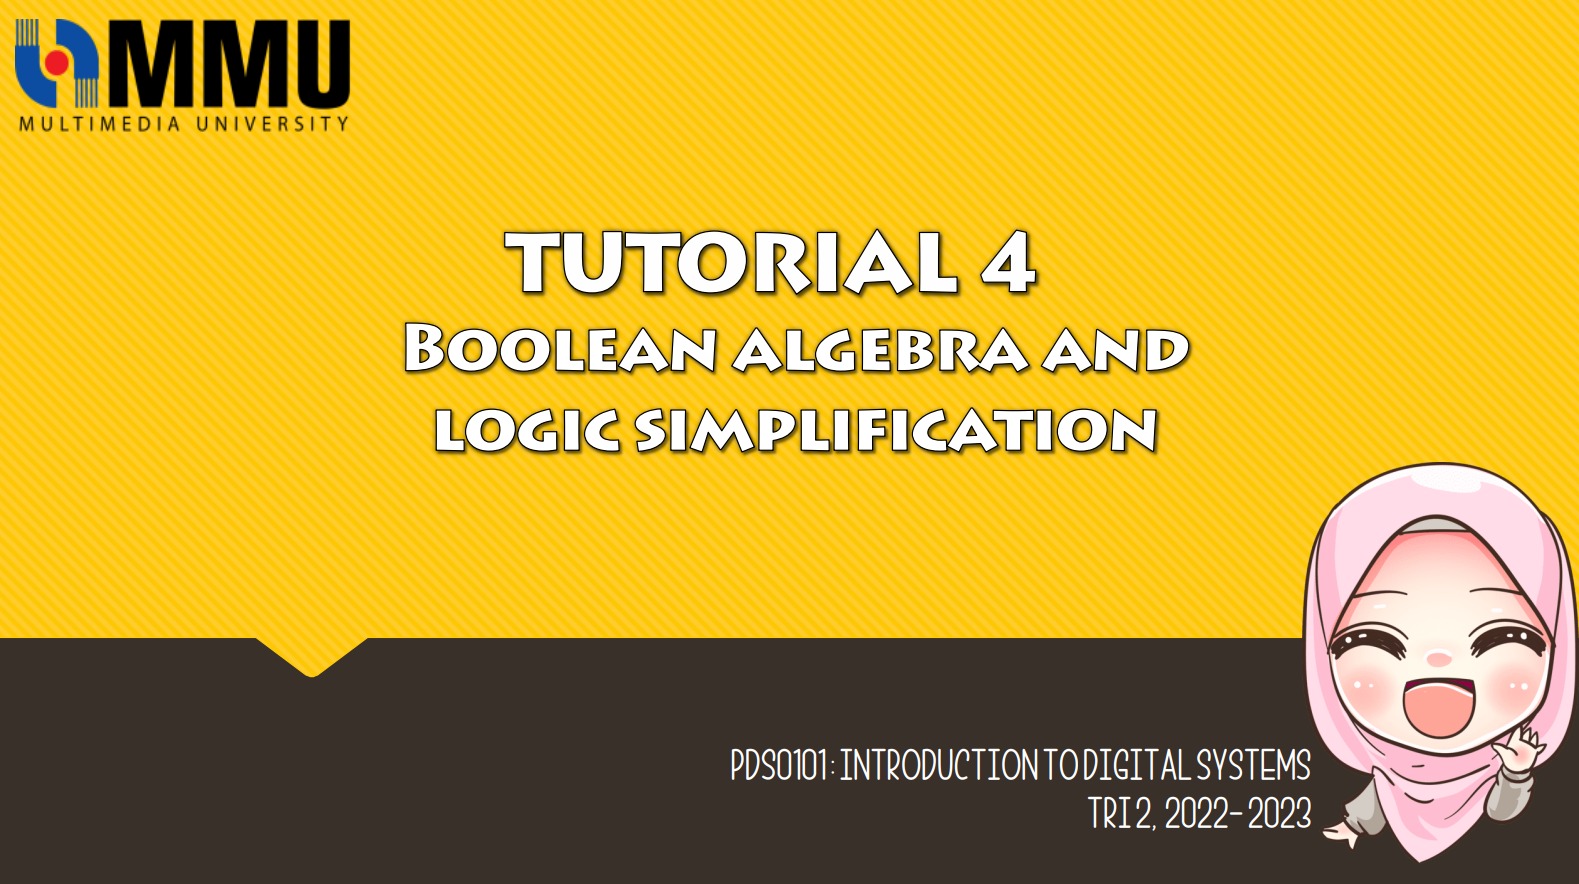 MMU
MULTIMEDIA UNIVERSITY
TUTORIAL 4
BOOLEAN ALGEBRA AND
LOGIC SIMPLIFICATION
PDS0101: INTRODUCTION TO DIGITAL SYSTEMS
TRI 2, 2022-2023